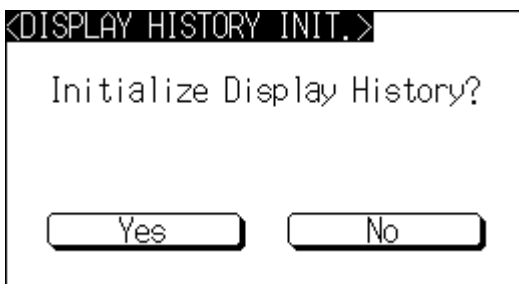 <DISPLAY HISTORY INIT.>
Initialize Display History?
Yes No